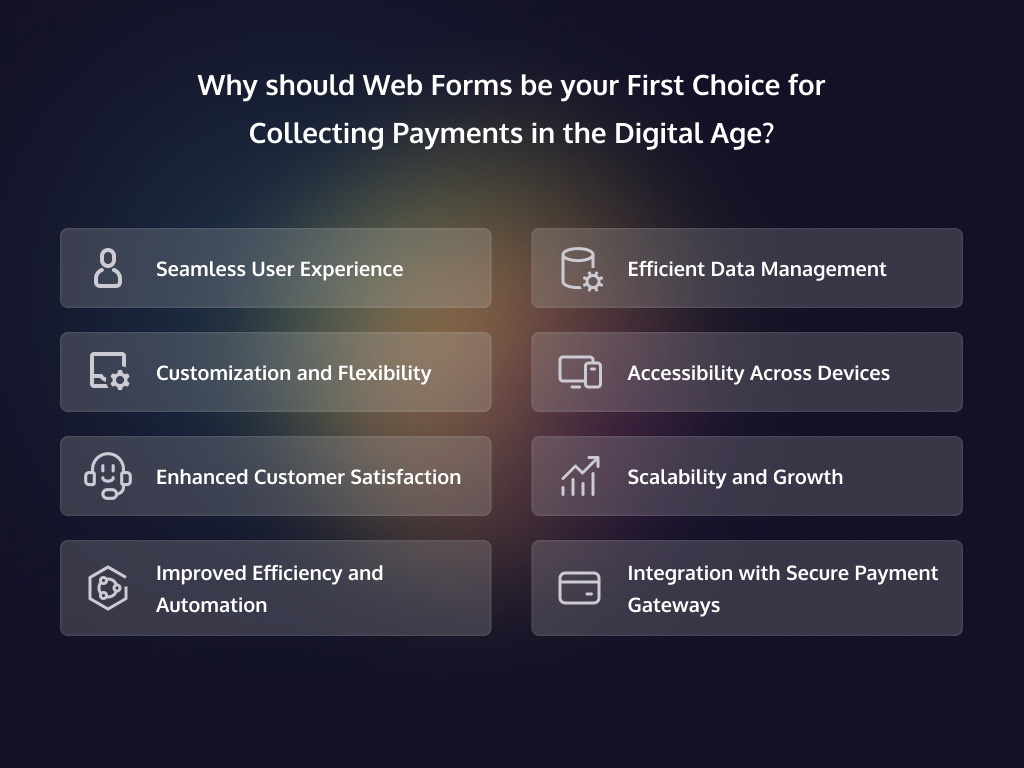 Why should Web Forms be your First Choice for
Collecting Payments in the Digital Age?
Seamless User Experience
Efficient Data Management
Customization and Flexibility
Accessibility Across Devices
Enhanced Customer Satisfaction
Scalability and Growth
Improved Efficiency and
Automation
Integration with Secure Payment
Gateways